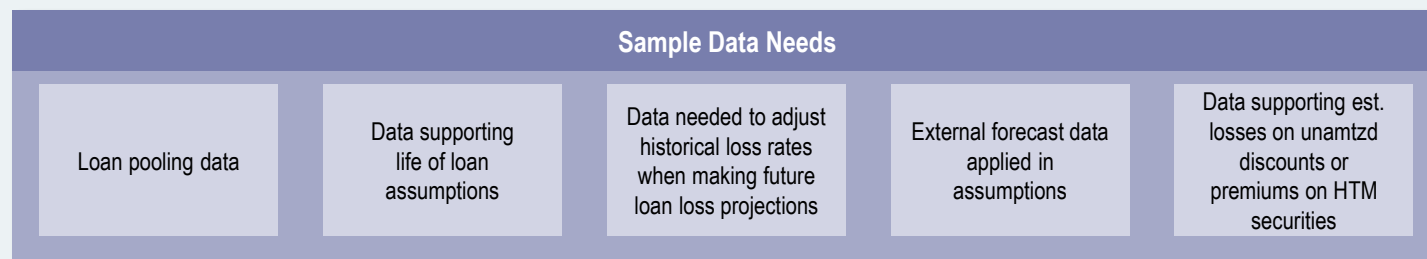 Sample Data Needs
Loan pooling data
Data supporting
life of loan
assumptions
Data needed to adjust
historical loss rates
when making future
loan loss projections
External forecast data
applied in
assumptions
Data supporting est.
losses on unamtzd
discounts or
premiums on HTM
securities